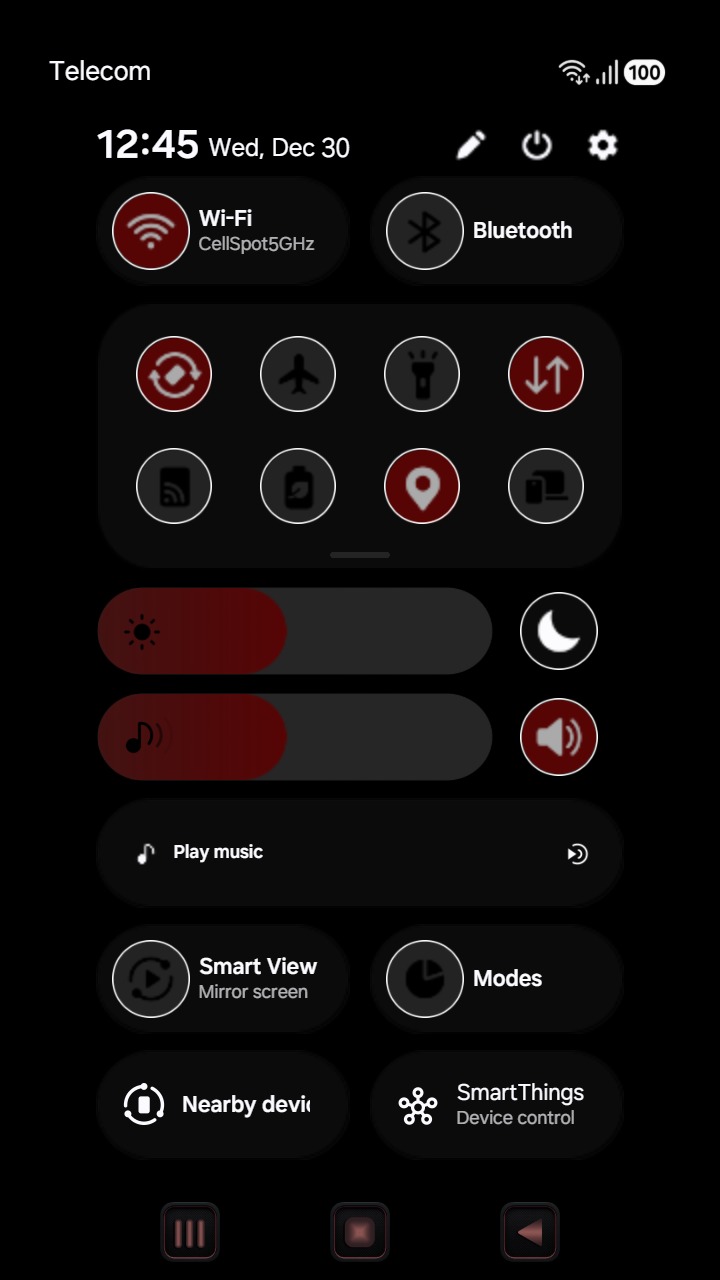 Telecom
100
12:45 Wed, Dec 30
Wi-Fi
CellSpot5GHz
Bluetooth
Play music
Smart View
Mirror screen
Modes
Nearby devi
SmartThings
Device control